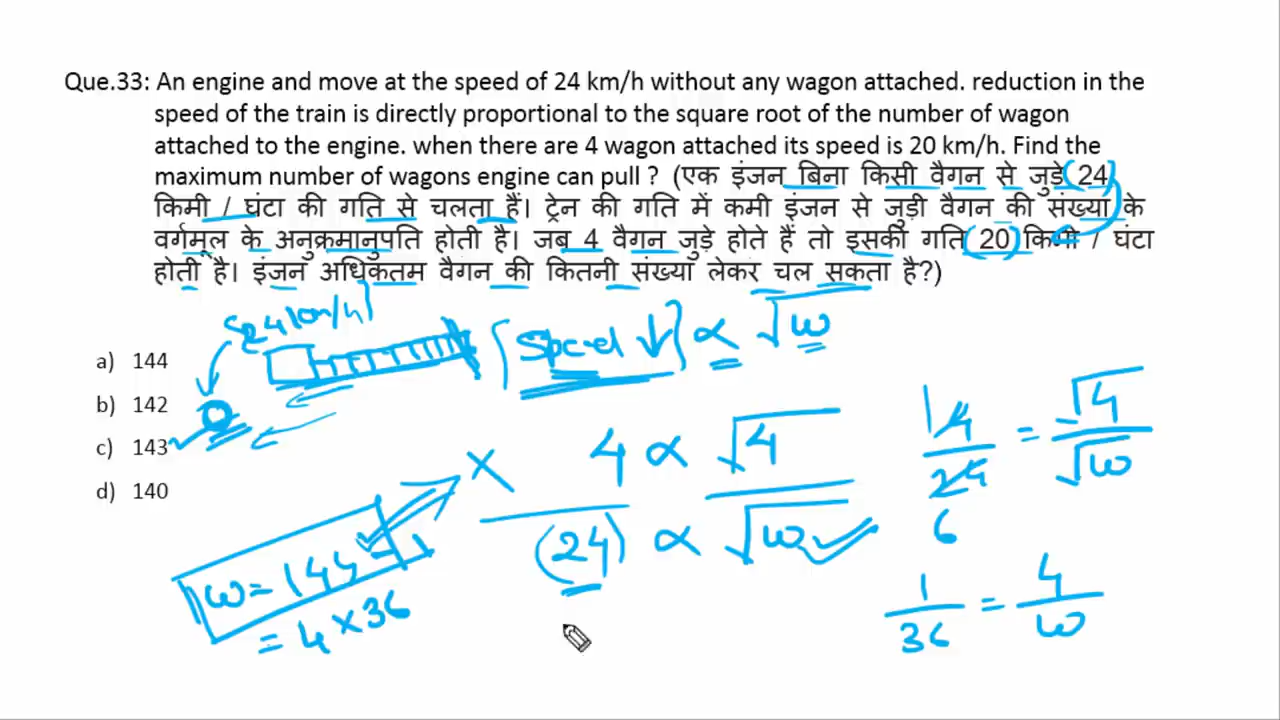 Que.33: An engine and move at the speed of 24 km/h without any wagon attached. reduction in the
speed of the train is directly proportional to the square root of the number of wagon
attached to the engine. when there are 4 wagon attached its speed is 20 km/h. Find the
maximum number of wagons engine can pull ? (एक इंजन बिना किसी वैगन से जुड़े 24
किमी / घंटा की गति से चलता हैं। ट्रेन की गति में कमी इंजन से जुड़ी वैगन की संख्या के
वर्गमूल के अनुक्रमानुपति होती है। जब 4 वैगन जुड़े होते हैं तो इसकी गति 20 किमी / घंटा
होती है। इंजन अधिकतम वैगन की कितनी संख्या लेकर चल सकता है?)
24 km/h
[Speed ↓] ∝ √w
a) 144
b) 142
c) 143
d) 140
4 ∝ √4
(24) ∝ √w
1 4/24 = √4/√w
6
1/36 = 4/w
w = 144 - 1
= 4 × 36